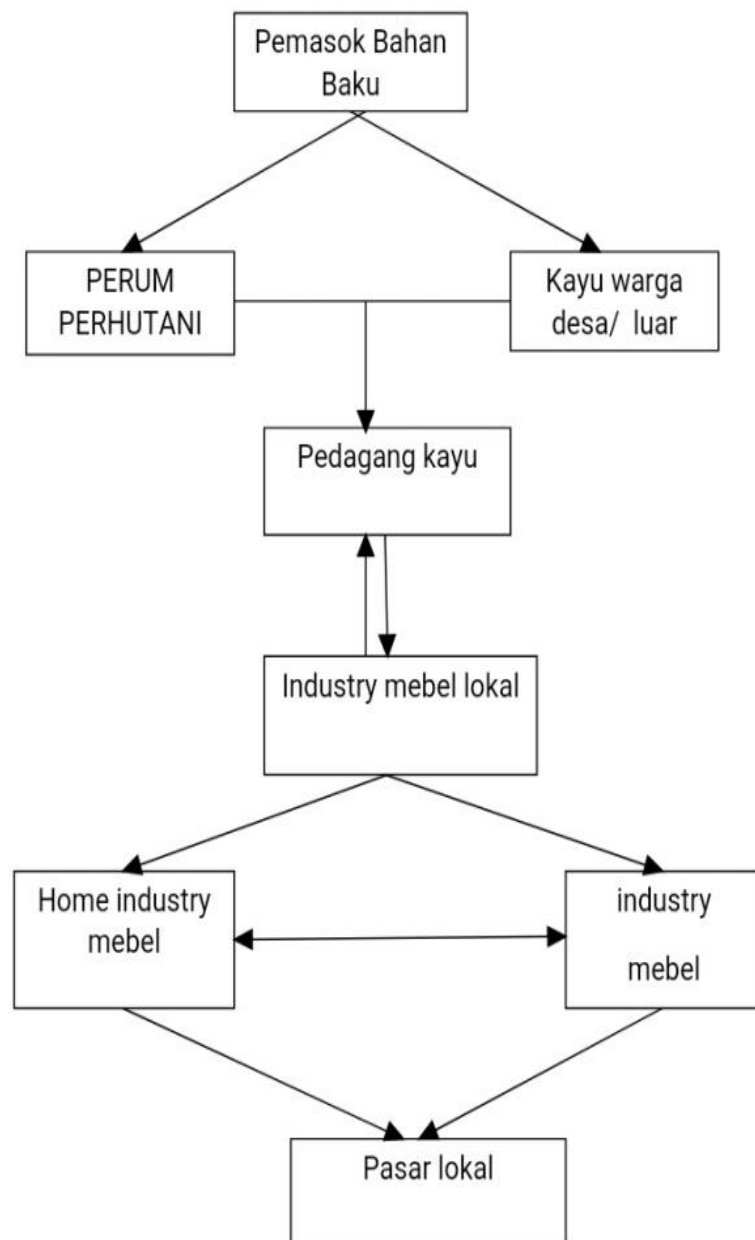 Pemasok Bahan
Baku
PERUM
PERHUTANI
Kayu warga
desa/ luar
Pedagang kayu
Industry mebel lokal
Home industry
mebel
industry
mebel
Pasar lokal